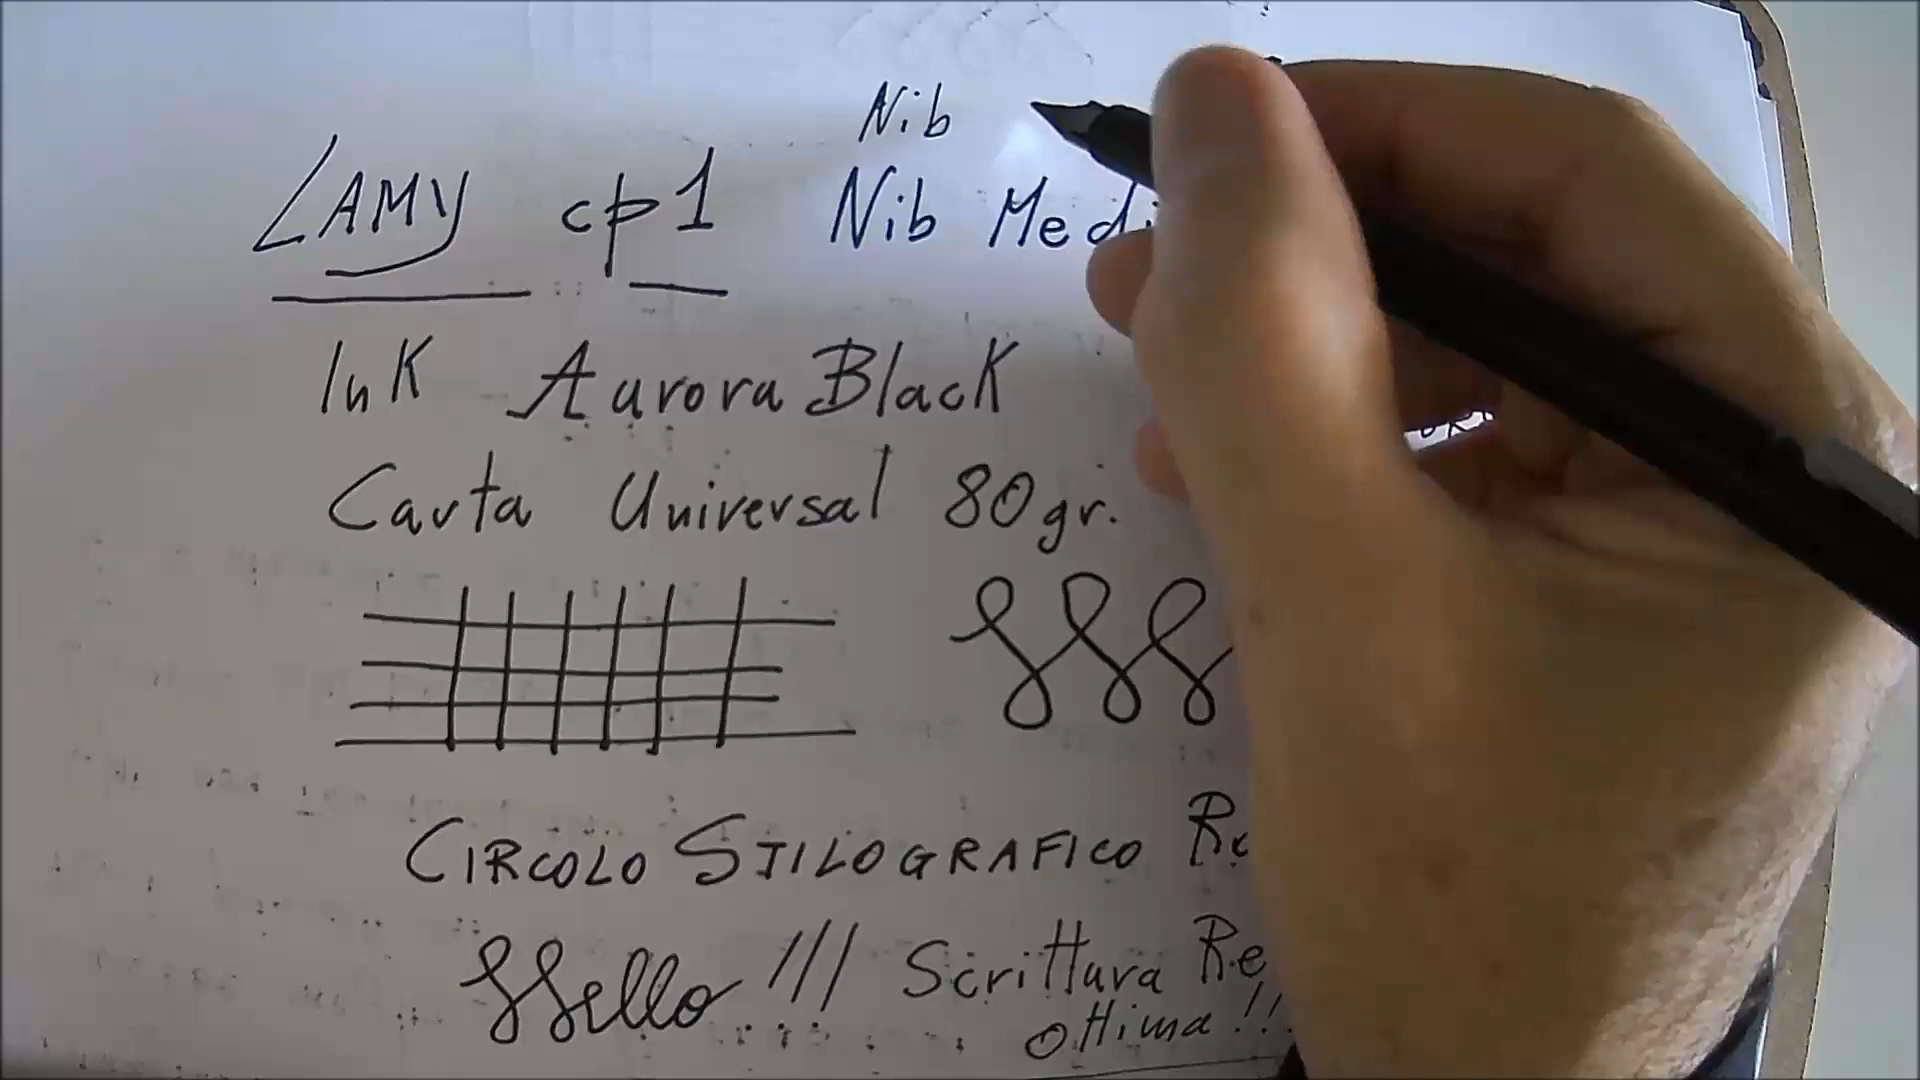 Nib
LAMY cp1 Nib Medi
Ink Aurora Black
Carta Universal 80gr.
CIRCOLO STILOGRAFICO
Hello!!! Scrittura
ottima!!!